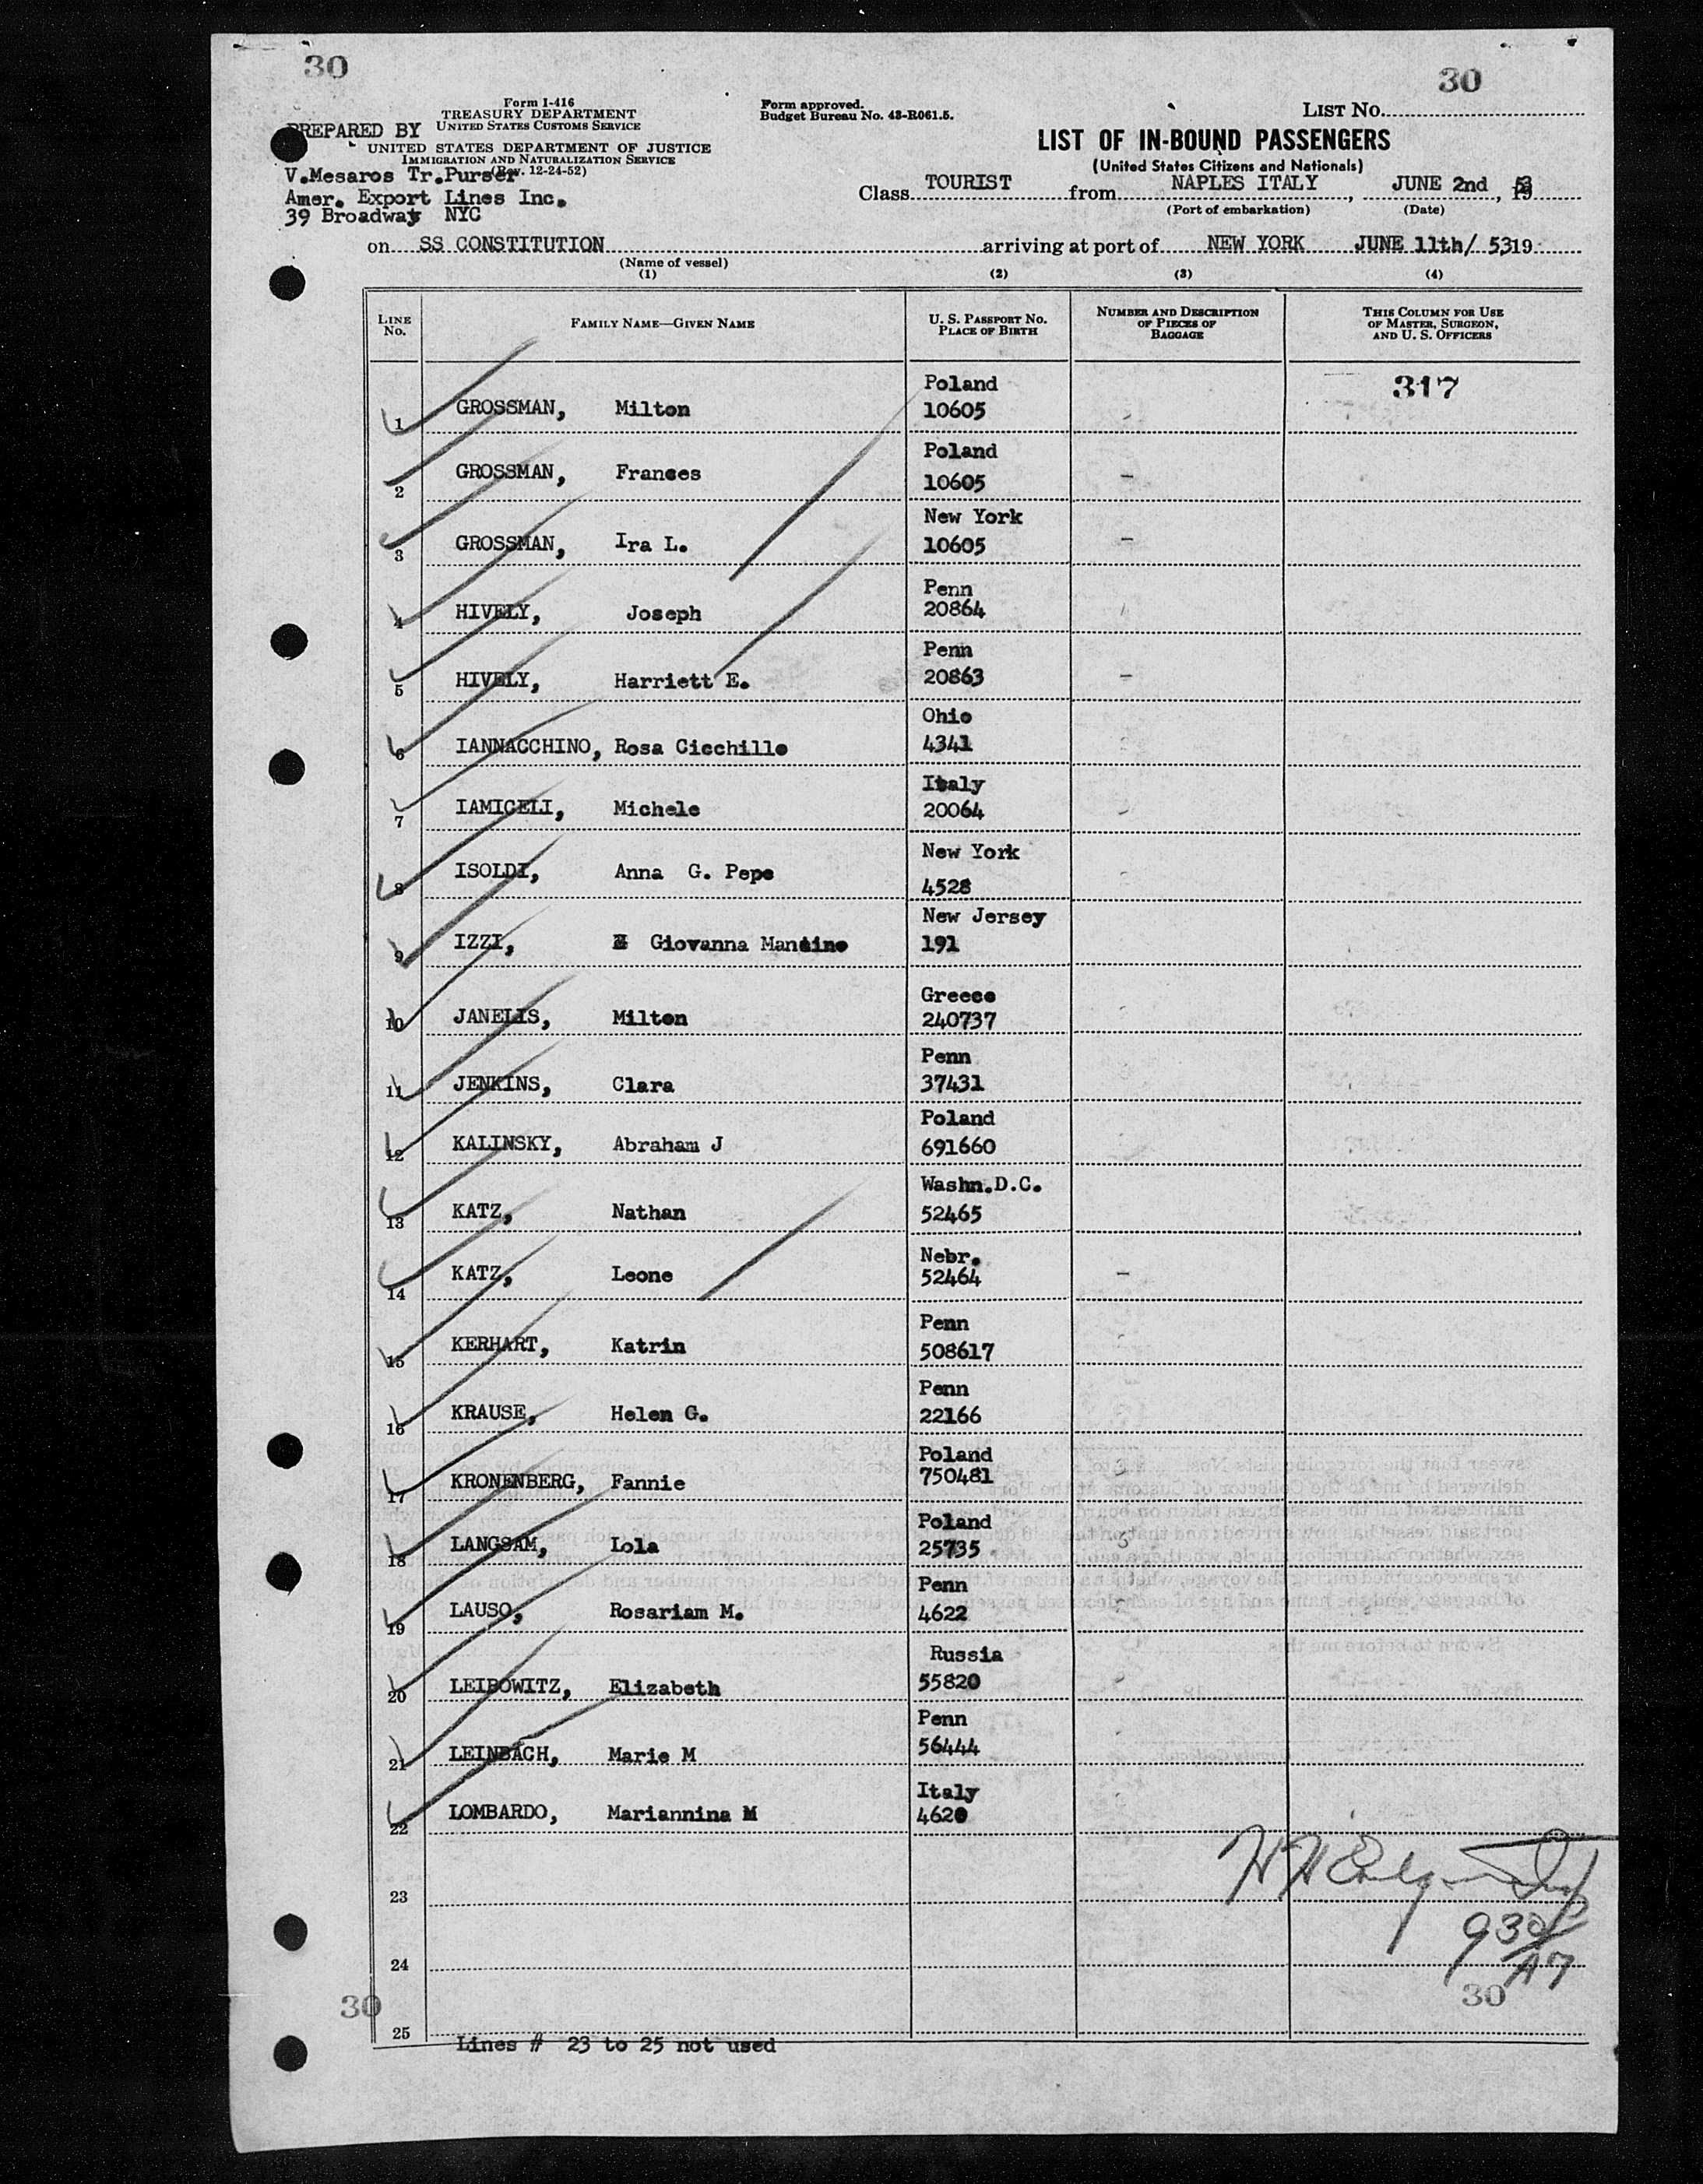 30
30
Form I-416
TREASURY DEPARTMENT
UNITED STATES CUSTOMS SERVICE
Form approved.
Budget Bureau No. 43-R061.5.
LIST NO.
PREPARED BY
UNITED STATES DEPARTMENT OF JUSTICE
IMMIGRATION AND NATURALIZATION SERVICE
(Rev. 12-24-52)
LIST OF IN-BOUND PASSENGERS
(United States Citizens and Nationals)
V.Mesaros Tr.Purser
Amer. Export Lines Inc.
39 Broadway NYC
Class TOURIST from NAPLES ITALY, JUNE 2nd, 53
(Port of embarkation) (Date)
on SS CONSTITUTION arriving at port of NEW YORK JUNE 11th/ 5319
(Name of vessel)
(1) (2) (3) (4)
LINE No. FAMILY NAME—GIVEN NAME U. S. PASSPORT NO. PLACE OF BIRTH NUMBER AND DESCRIPTION OF PIECES OF BAGGAGE THIS COLUMN FOR USE OF MASTER, SURGEON, AND U. S. OFFICERS
317
Poland
1 GROSSMAN, Milton 10605
Poland
2 GROSSMAN, Frances 10605 -
New York
3 GROSSMAN, Ira L. 10605 -
Penn
4 HIVELY, Joseph 20864
Penn
5 HIVELY, Harriett E. 20863 -
Ohio
6 IANNACCHINO, Rosa Cicchillo 4341
Italy
7 IAMICELI, Michele 20064
New York
8 ISOLDI, Anna G. Pepe 4528
New Jersey
9 IZZI, Giovanna 191
Greece
10 JANELIS, Milton 240737
Penn
11 JENKINS, Clara 37431
Poland
12 KALINSKY, Abraham J 691660
Washn.D.C.
13 KATZ, Nathan 52465
Nebr.
14 KATZ, Leone 52464 -
Penn
15 KERHART, Katrin 508617
Penn
16 KRAUSE, Helen G. 22166
Poland
17 KRONENBERG, Fannie 750481
Poland
18 LANGSAM, Lola 25735
Penn
19 LAUSO, Rosariam M. 4622
Russia
20 LEIBOWITZ, Elizabeth 55820
Penn
21 LEINBACH, Marie M 56444
Italy
22 LOMBARDO, Mariannina M 4620
23
24
30
30
25
Lines # 23 to 25 not used